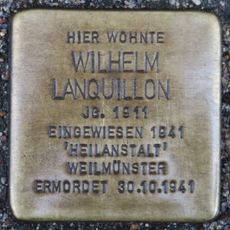 HIER WOHNTE
WILHELM
LANQUILLON
JG. 1911
EINGEWIESEN 1941
'HEILANSTALT'
WEILMÜNSTER
ERMORDET 30.10.1941